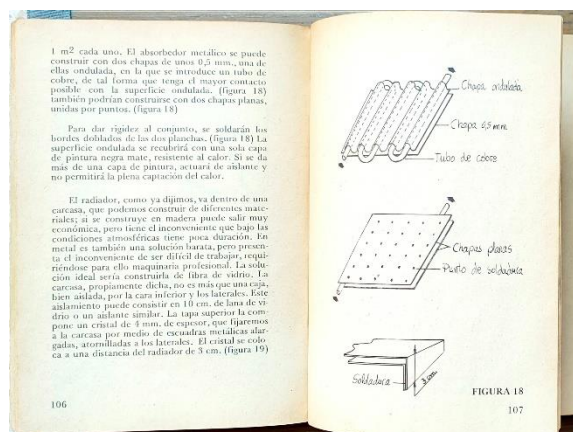 1 m2 cada uno. El absorbedor metálico se puede
construir con dos chapas de unos 0,5 mm., una de
ellas ondulada, en la que se introduce un tubo de
cobre, de tal forma que tenga el mayor contacto
posible con la superficie ondulada. (figura 18)
también podrían construirse con dos chapas planas,
unidas por puntos. (figura 18)
Para dar rigidez al conjunto, se soldarán los
bordes doblados de las dos planchas. (figura 18) La
superficie ondulada se recubrirá con una sola capa
de pintura negra mate, resistente al calor. Si se da
más de una capa de pintura, actuará de aislante y
no permitirá la plena captación del calor.
El radiador, como ya dijimos, va dentro de una
carcasa, que podemos construir de diferentes mate-
riales; si se construye en madera puede salir muy
económica, pero tiene el inconveniente que bajo las
condiciones atmosféricas tiene poca duración. En
metal es también una solución barata, pero presen-
ta el inconveniente de ser difícil de trabajar, requi-
riéndose para ello maquinaria profesional. La solu-
ción ideal sería construirla de fibra de vidrio. La
carcasa, propiamente dicha, no es más que una caja,
bien aislada, por la cara inferior y los laterales. Este
aislamiento puede consistir en 10 cm. de lana de vi-
drio o un aislante similar. La tapa superior la com-
pone un cristal de 4 mm. de espesor, que fijaremos
a la carcasa por medio de escuadras metálicas alar-
gadas, atornilladas a los laterales. El cristal se colo-
ca a una distancia del radiador de 3 cm. (figura 19)
106
Chapa ondulada
Chapa 0,5 mm.
Tubo de cobre
Chapas planas
Punto de soldadura
Soldadura
3 cm
FIGURA 18
107